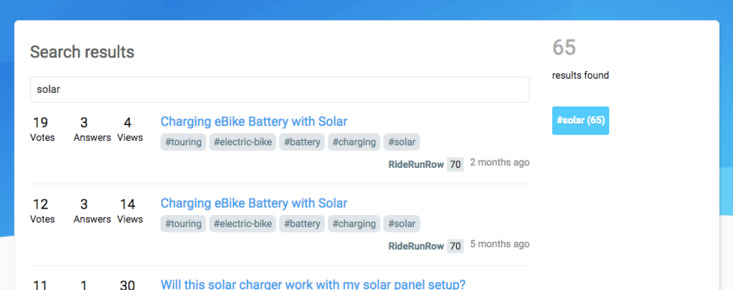 Search results
solar
65
results found
#solar (65)
19 3 4 Charging eBike Battery with Solar
Votes Answers Views
#touring #electric-bike #battery #charging #solar
RideRunRow 70 2 months ago
12 3 14 Charging eBike Battery with Solar
Votes Answers Views
#touring #electric-bike #battery #charging #solar
RideRunRow 70 5 months ago
11 1 30 Will this solar charger work with my solar panel setup?